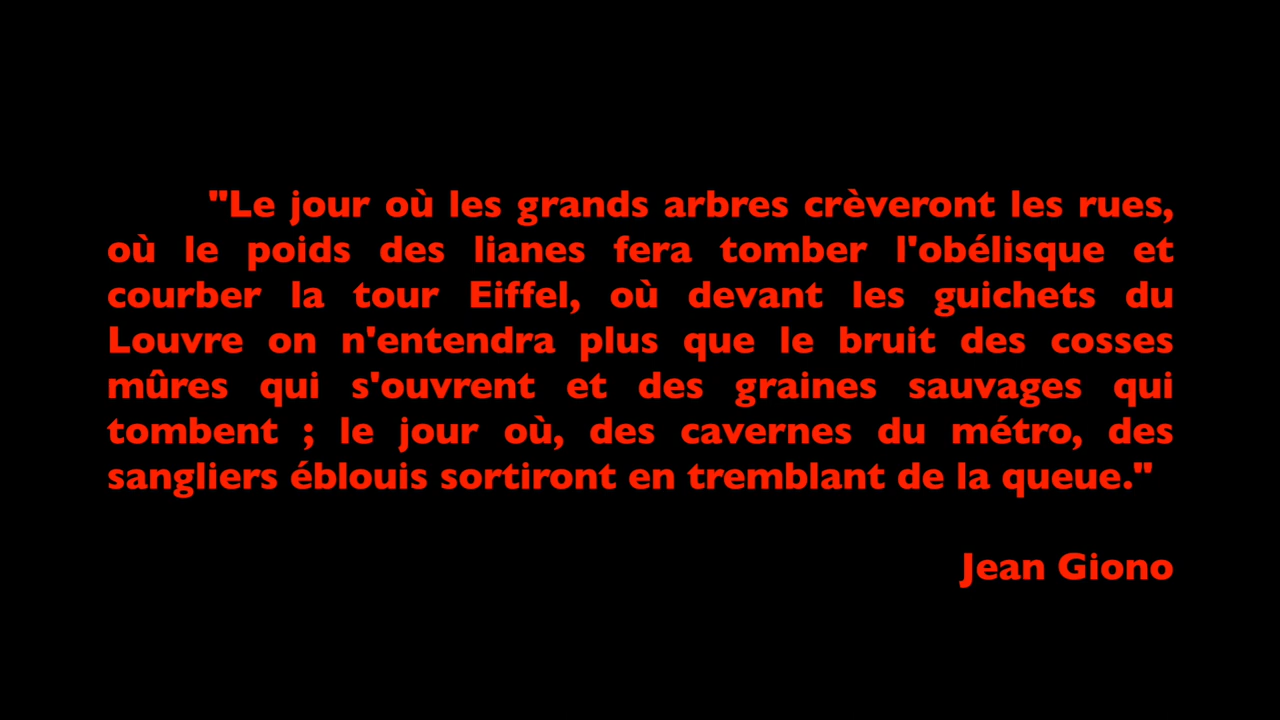 "Le jour où les grands arbres crèveront les rues,
où le poids des lianes fera tomber l'obélisque et
courber la tour Eiffel, où devant les guichets du
Louvre on n'entendra plus que le bruit des cosses
mûres qui s'ouvrent et des graines sauvages qui
tombent ; le jour où, des cavernes du métro, des
sangliers éblouis sortiront en tremblant de la queue."
Jean Giono